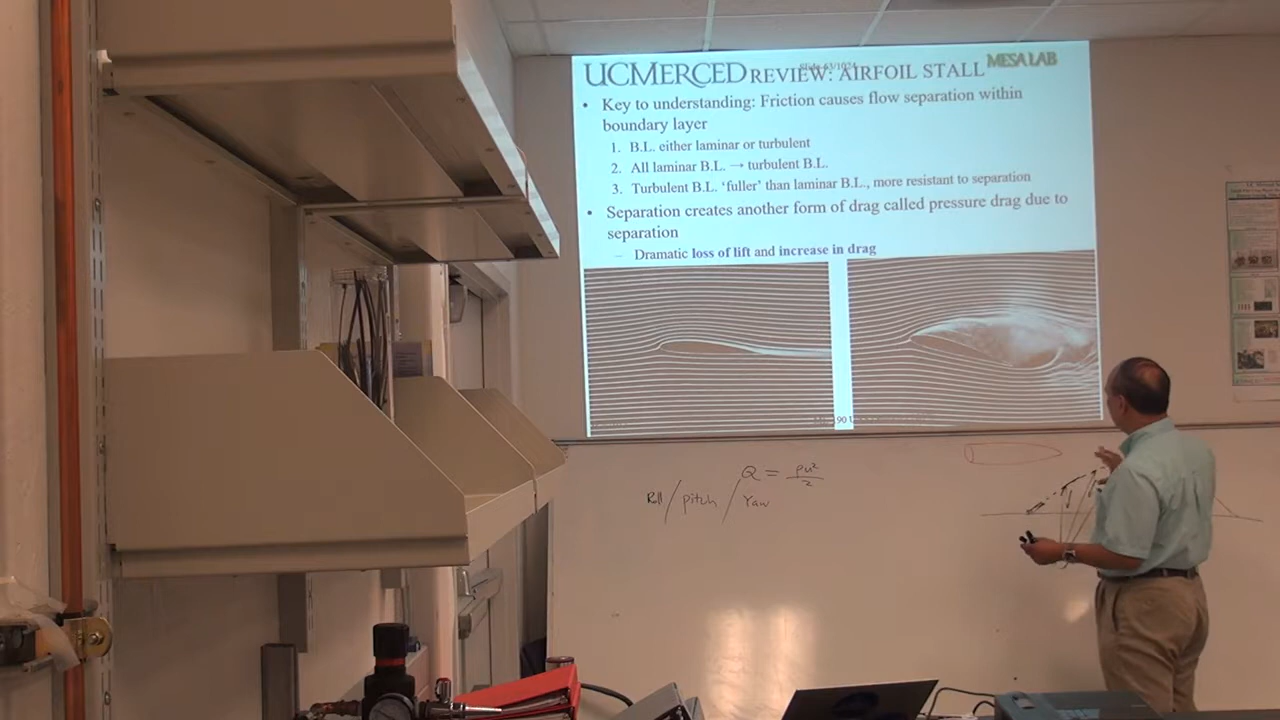 UCMERCED REVIEW: AIRFOIL STALL MESA LAB
• Key to understanding: Friction causes flow separation within
boundary layer
1. B.L. either laminar or turbulent
2. All laminar B.L. → turbulent B.L.
3. Turbulent B.L. 'fuller' than laminar B.L., more resistant to separation
• Separation creates another form of drag called pressure drag due to
separation
– Dramatic loss of lift and increase in drag
Q = ρu²/2
Roll / pitch / Yaw